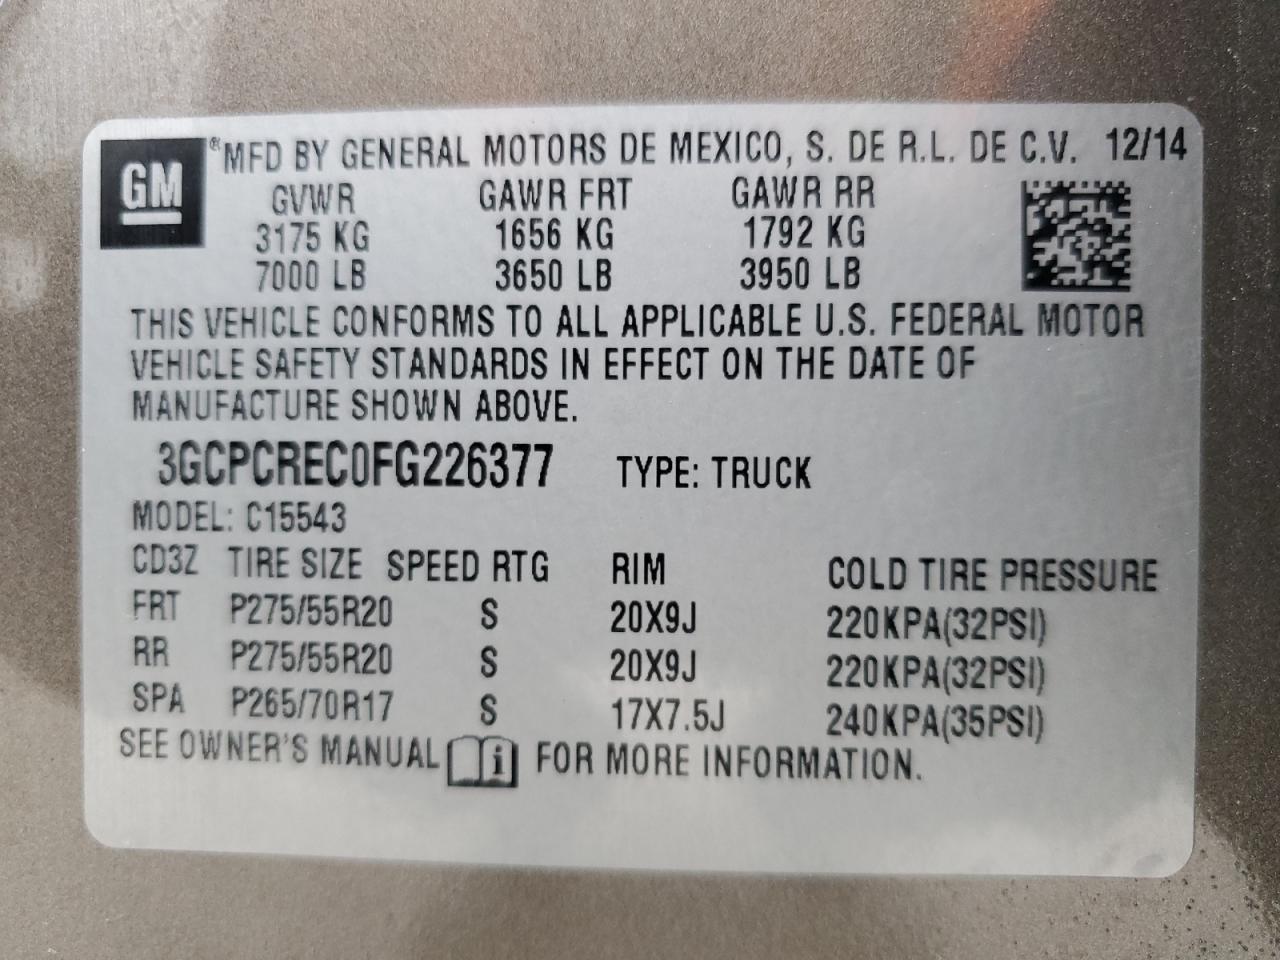 GM ® MFD BY GENERAL MOTORS DE MEXICO, S. DE R.L. DE C.V. 12/14
GVWR GAWR FRT GAWR RR
3175 KG 1656 KG 1792 KG
7000 LB 3650 LB 3950 LB
THIS VEHICLE CONFORMS TO ALL APPLICABLE U.S. FEDERAL MOTOR
VEHICLE SAFETY STANDARDS IN EFFECT ON THE DATE OF
MANUFACTURE SHOWN ABOVE.
3GCPCREC0FG226377 TYPE: TRUCK
MODEL: C15543
CD3Z TIRE SIZE SPEED RTG RIM COLD TIRE PRESSURE
FRT P275/55R20 S 20X9J 220KPA(32PSI)
RR P275/55R20 S 20X9J 220KPA(32PSI)
SPA P265/70R17 S 17X7.5J 240KPA(35PSI)
SEE OWNER'S MANUAL i FOR MORE INFORMATION.